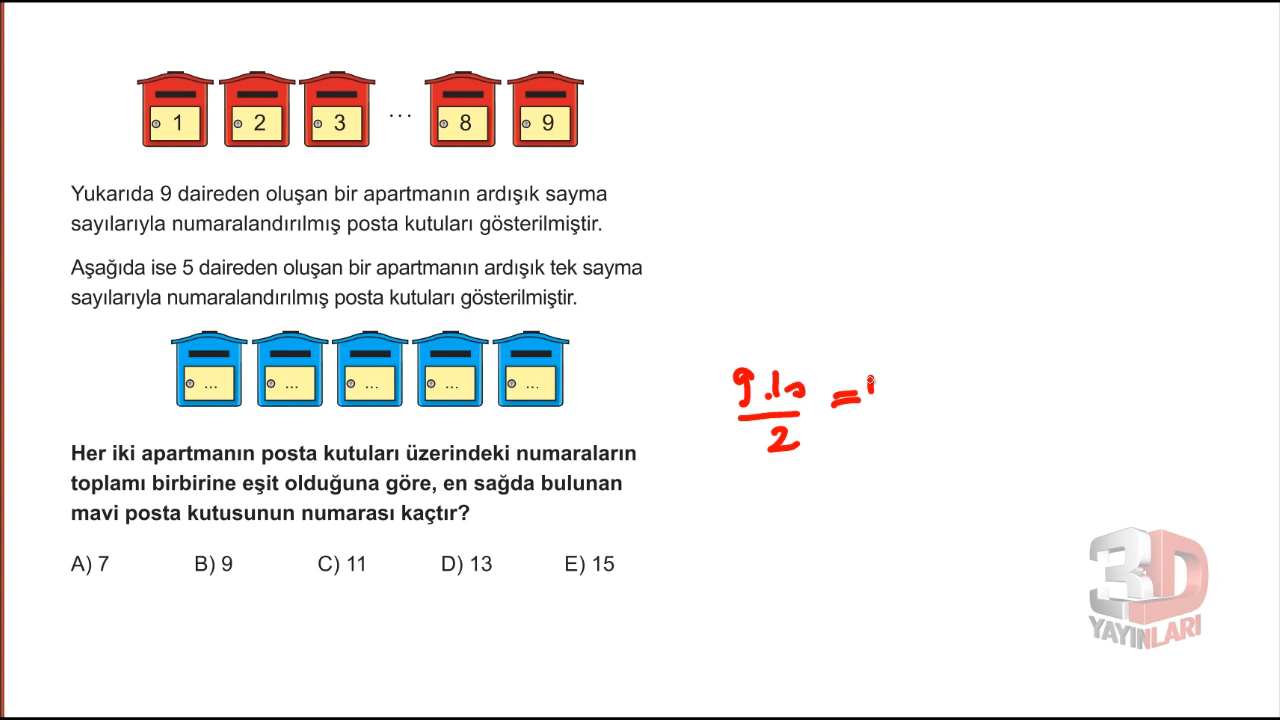 1 2 3 ... 8 9
Yukarıda 9 daireden oluşan bir apartmanın ardışık sayma
sayılarıyla numaralandırılmış posta kutuları gösterilmiştir.
Aşağıda ise 5 daireden oluşan bir apartmanın ardışık tek sayma
sayılarıyla numaralandırılmış posta kutuları gösterilmiştir.
... ... ... ... ...
9.10
=
2
Her iki apartmanın posta kutuları üzerindeki numaraların
toplamı birbirine eşit olduğuna göre, en sağda bulunan
mavi posta kutusunun numarası kaçtır?
A) 7 B) 9 C) 11 D) 13 E) 15
3D
YAYINLARI